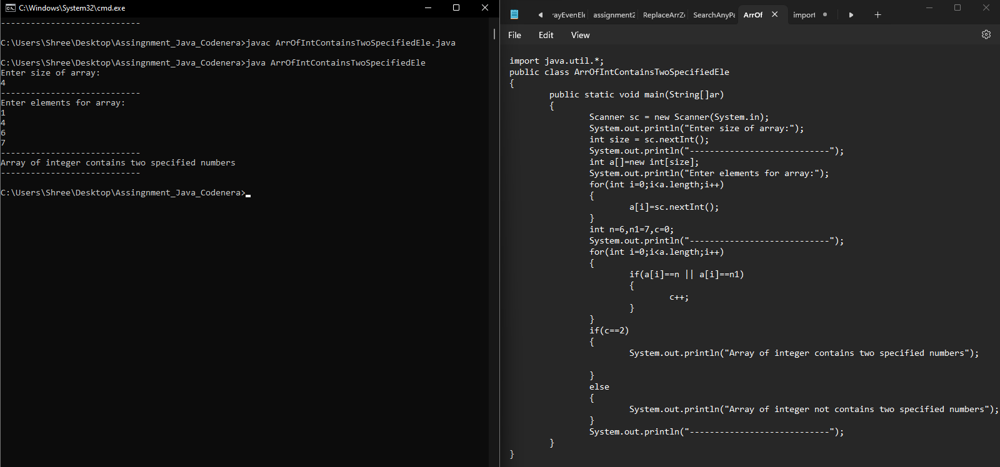 C:\Windows\System32\cmd.exe
----------------------------
C:\Users\Shree\Desktop\Assingnment_Java_Codenera>javac ArrOfIntContainsTwoSpecifiedEle.java
C:\Users\Shree\Desktop\Assingnment_Java_Codenera>java ArrOfIntContainsTwoSpecifiedEle
Enter size of array:
4
----------------------------
Enter elements for array:
1
4
6
7
----------------------------
Array of integer contains two specified numbers
----------------------------
C:\Users\Shree\Desktop\Assingnment_Java_Codenera>
rayEvenEle assignment2 ReplaceArrZe SearchAnyPa ArrOf import
File Edit View
import java.util.*;
public class ArrOfIntContainsTwoSpecifiedEle
{
public static void main(String[]ar)
{
Scanner sc = new Scanner(System.in);
System.out.println("Enter size of array:");
int size = sc.nextInt();
System.out.println("----------------------------");
int a[]=new int[size];
System.out.println("Enter elements for array:");
for(int i=0;i<a.length;i++)
{
a[i]=sc.nextInt();
}
int n=6,n1=7,c=0;
System.out.println("----------------------------");
for(int i=0;i<a.length;i++)
{
if(a[i]==n || a[i]==n1)
{
c++;
}
}
if(c==2)
{
System.out.println("Array of integer contains two specified numbers");
}
else
{
System.out.println("Array of integer not contains two specified numbers");
}
System.out.println("----------------------------");
}
}